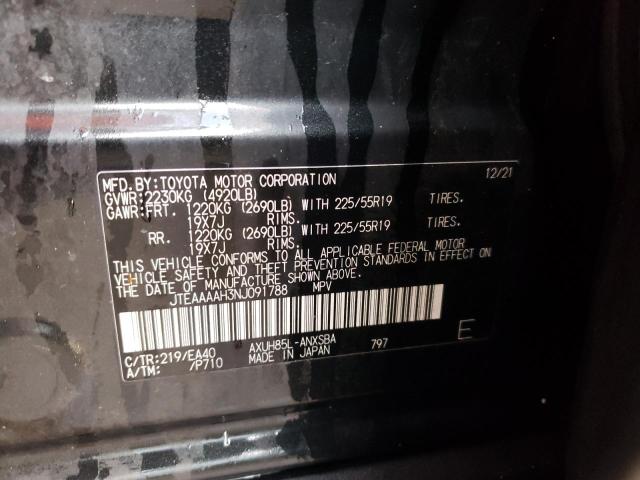 MFD. BY: TOYOTA MOTOR CORPORATION 12/21
GVWR: 2230KG (4920LB)
GAWR: FRT. 1220KG (2690LB) WITH 225/55R19 TIRES.
19X7J RIMS.
RR. 1220KG (2690LB) WITH 225/55R19 TIRES.
19X7J RIMS.
THIS VEHICLE CONFORMS TO ALL APPLICABLE FEDERAL MOTOR
VEHICLE SAFETY AND THEFT PREVENTION STANDARDS IN EFFECT ON
THE DATE OF MANUFACTURE SHOWN ABOVE.
JTEAAAAH3NJ091788 MPV
C/TR: 219/EA40 AXUH85L-ANXSBA 797 E
A/TM: /P710 MADE IN JAPAN